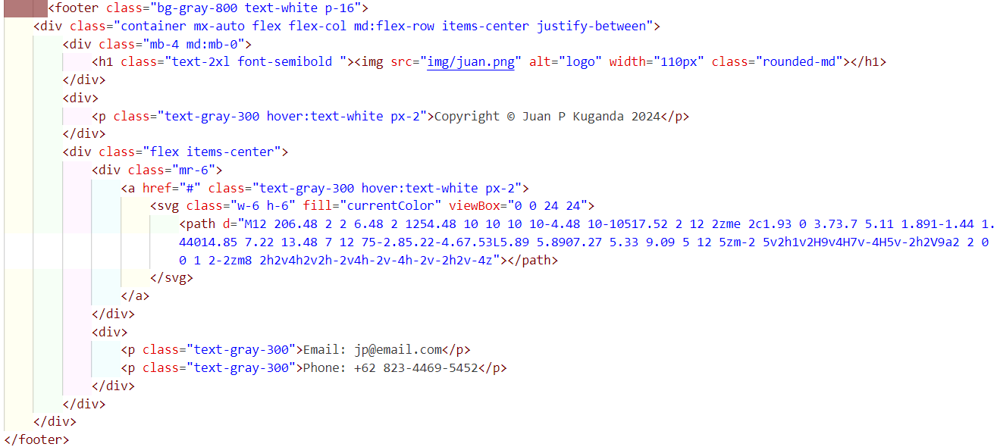 <footer class="bg-gray-800 text-white p-16">
<div class="container mx-auto flex flex-col md:flex-row items-center justify-between">
<div class="mb-4 md:mb-0">
<h1 class="text-2xl font-semibold "><img src="img/juan.png" alt="logo" width="110px" class="rounded-md"></h1>
</div>
<div>
<p class="text-gray-300 hover:text-white px-2">Copyright © Juan P Kuganda 2024</p>
</div>
<div class="flex items-center">
<div class="mr-6">
<a href="#" class="text-gray-300 hover:text-white px-2">
<svg class="w-6 h-6" fill="currentColor" viewBox="0 0 24 24">
<path d="M12 206.48 2 2 6.48 2 1254.48 10 10 10 10-4.48 10-10517.52 2 12 2zme 2c1.93 0 3.73.7 5.11 1.891-1.44 1.
44014.85 7.22 13.48 7 12 75-2.85.22-4.67.53L5.89 5.8907.27 5.33 9.09 5 12 5zm-2 5v2h1v2H9v4H7v-4H5v-2h2V9a2 2 0
0 1 2-2zm8 2h2v4h2v2h-2v4h-2v-4h-2v-2h2v-4z"></path>
</svg>
</a>
</div>
<div>
<p class="text-gray-300">Email: jp@email.com</p>
<p class="text-gray-300">Phone: +62 823-4469-5452</p>
</div>
</div>
</div>
</footer>